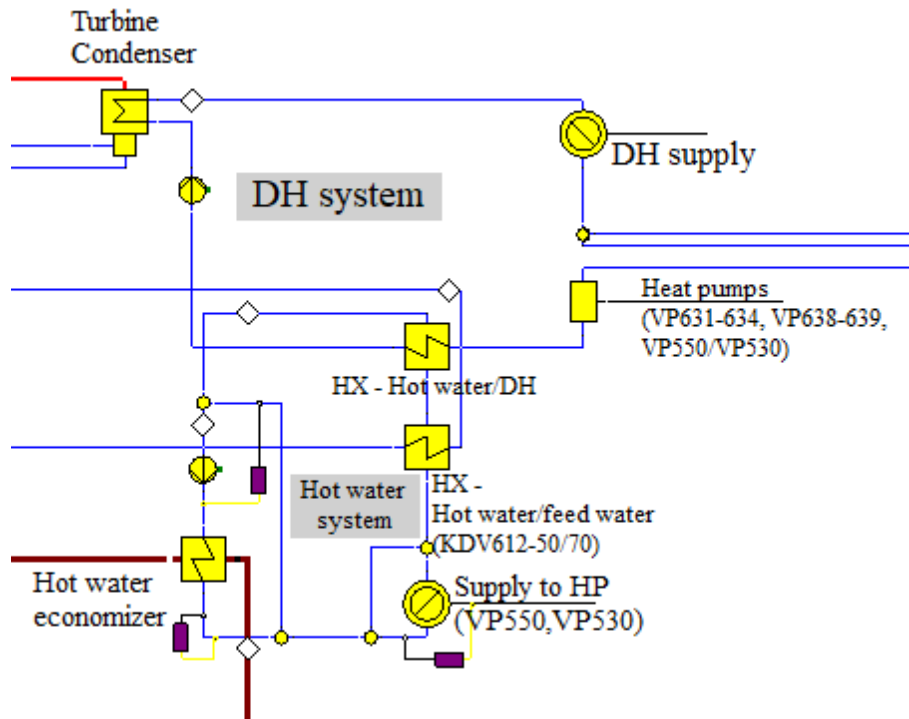 Turbine
Condenser
DH supply
DH system
Heat pumps
(VP631-634, VP638-639,
VP550/VP530)
HX - Hot water/DH
HX -
Hot water/feed water
(KDV612-50/70)
Hot water
system
Hot water
economizer
Supply to HP
(VP550,VP530)